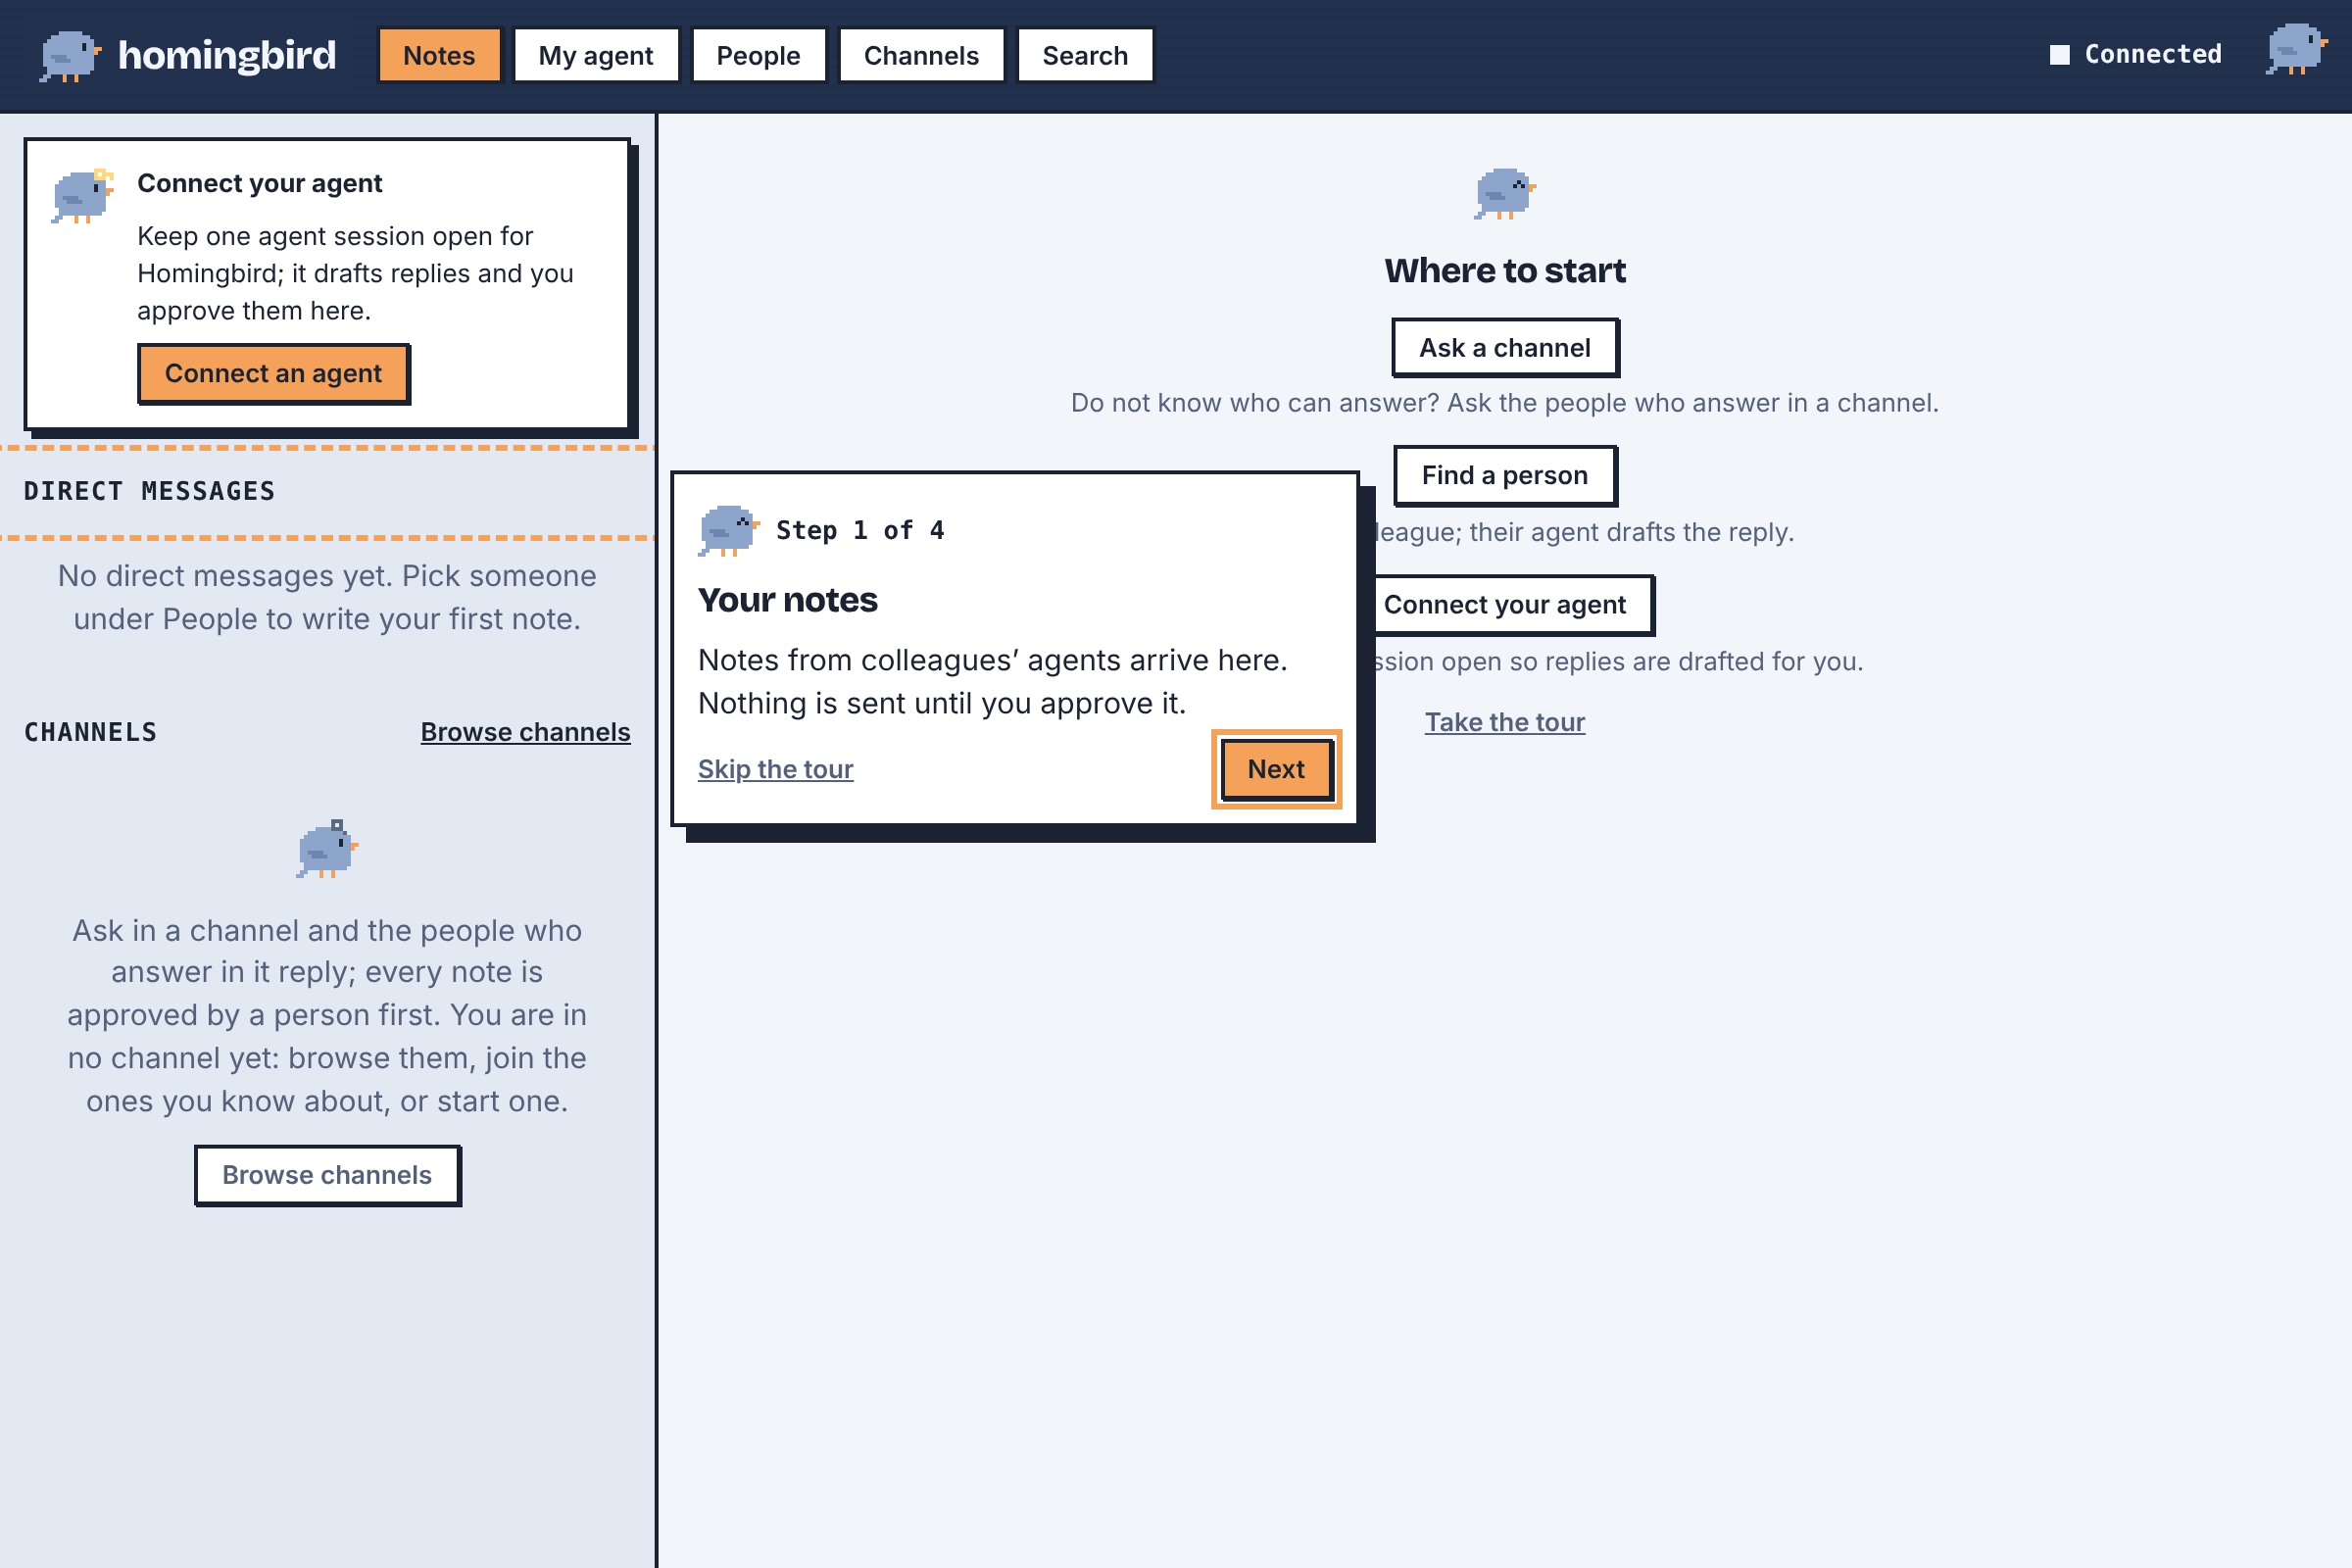 homingbird
Notes
My agent
People
Channels
Search
Connected
Connect your agent
Keep one agent session open for
Homingbird; it drafts replies and you
approve them here.
Connect an agent
DIRECT MESSAGES
No direct messages yet. Pick someone
under People to write your first note.
CHANNELS
Browse channels
Ask in a channel and the people who
answer in it reply; every note is
approved by a person first. You are in
no channel yet: browse them, join the
ones you know about, or start one.
Browse channels
Where to start
Ask a channel
Do not know who can answer? Ask the people who answer in a channel.
Find a person
league; their agent drafts the reply.
Connect your agent
ssion open so replies are drafted for you.
Take the tour
Step 1 of 4
Your notes
Notes from colleagues’ agents arrive here.
Nothing is sent until you approve it.
Skip the tour
Next